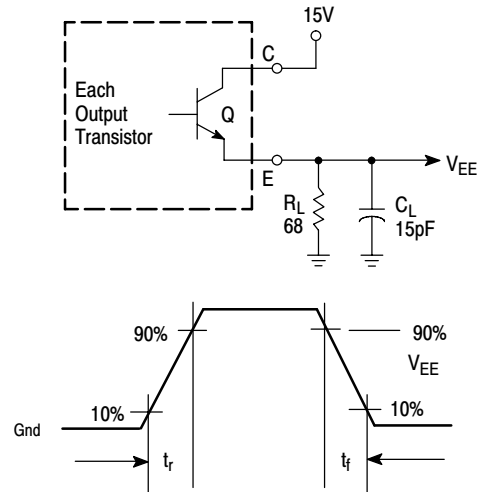 15V
C
Each
Output
Transistor
Q
E
V_EE
R_L
68
C_L
15pF
90%
90%
V_EE
10%
10%
Gnd
t_r
t_f